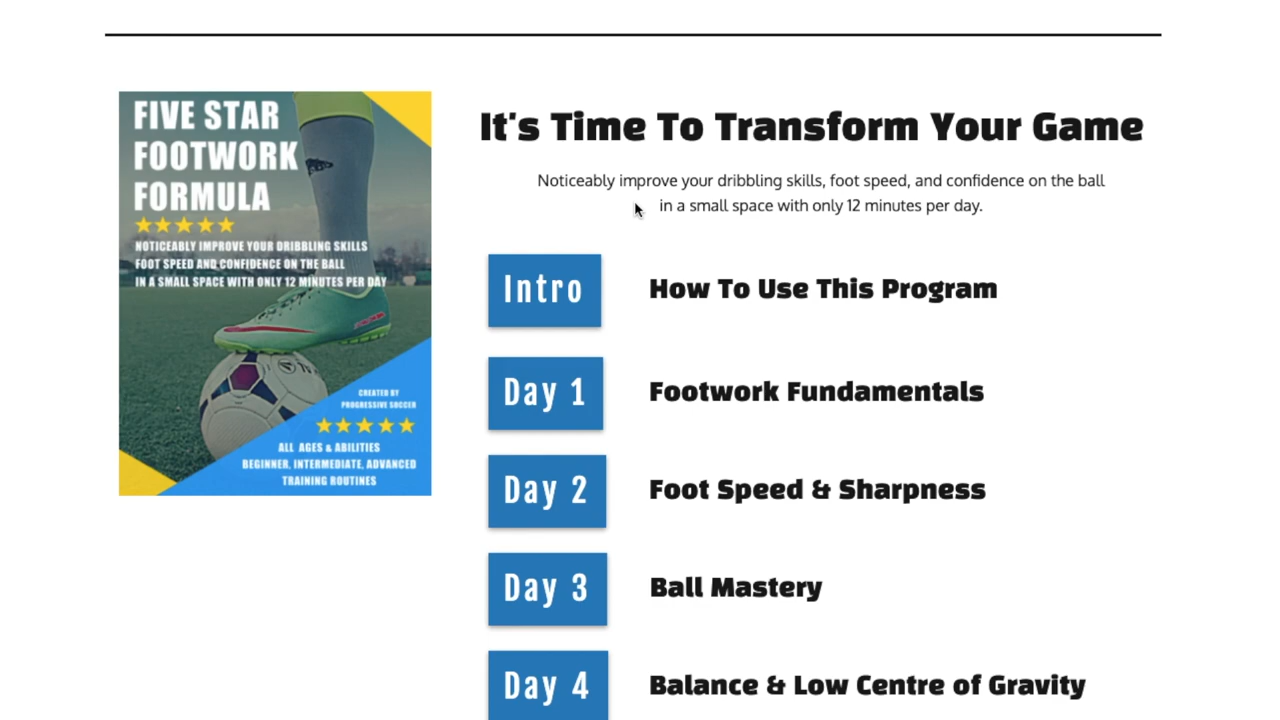 FIVE STAR
FOOTWORK
FORMULA
NOTICEABLY IMPROVE YOUR DRIBBLING SKILLS
FOOT SPEED AND CONFIDENCE ON THE BALL
IN A SMALL SPACE WITH ONLY 12 MINUTES PER DAY
CREATED BY
PROGRESSIVE SOCCER
ALL AGES & ABILITIES
BEGINNER, INTERMEDIATE, ADVANCED
TRAINING ROUTINES
It's Time To Transform Your Game
Noticeably improve your dribbling skills, foot speed, and confidence on the ball
in a small space with only 12 minutes per day.
Intro How To Use This Program
Day 1 Footwork Fundamentals
Day 2 Foot Speed & Sharpness
Day 3 Ball Mastery
Day 4 Balance & Low Centre of Gravity